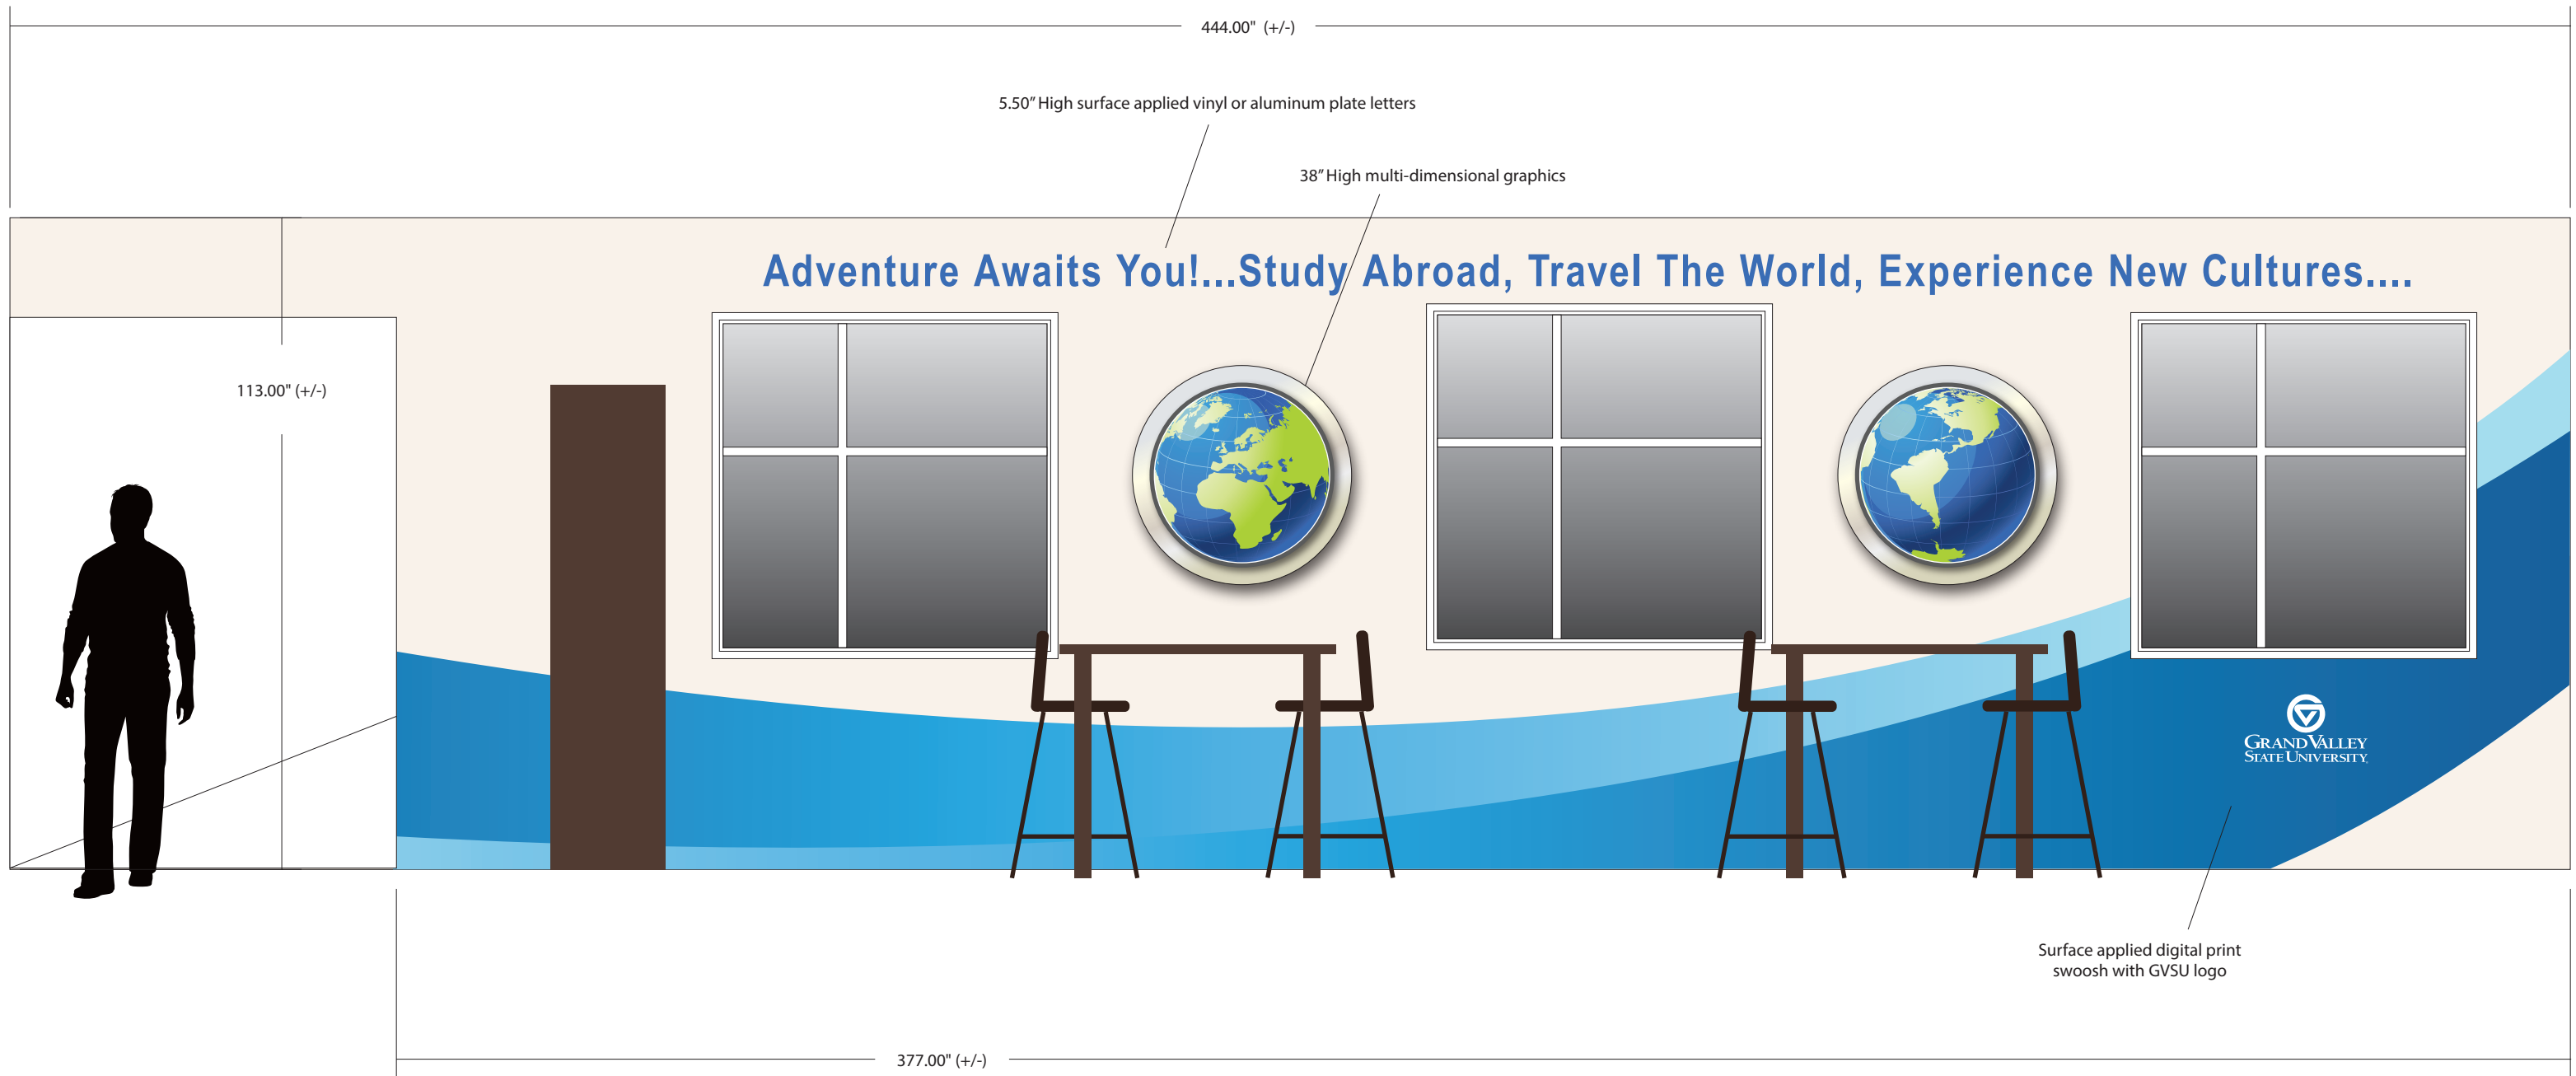 444.00" (+/-)
5.50” High surface applied vinyl or aluminum plate letters
38” High multi-dimensional graphics
Adventure Awaits You!...Study Abroad, Travel The World, Experience New Cultures....
113.00" (+/-)
GRAND VALLEY
STATE UNIVERSITY
Surface applied digital print
swoosh with GVSU logo
377.00" (+/-)